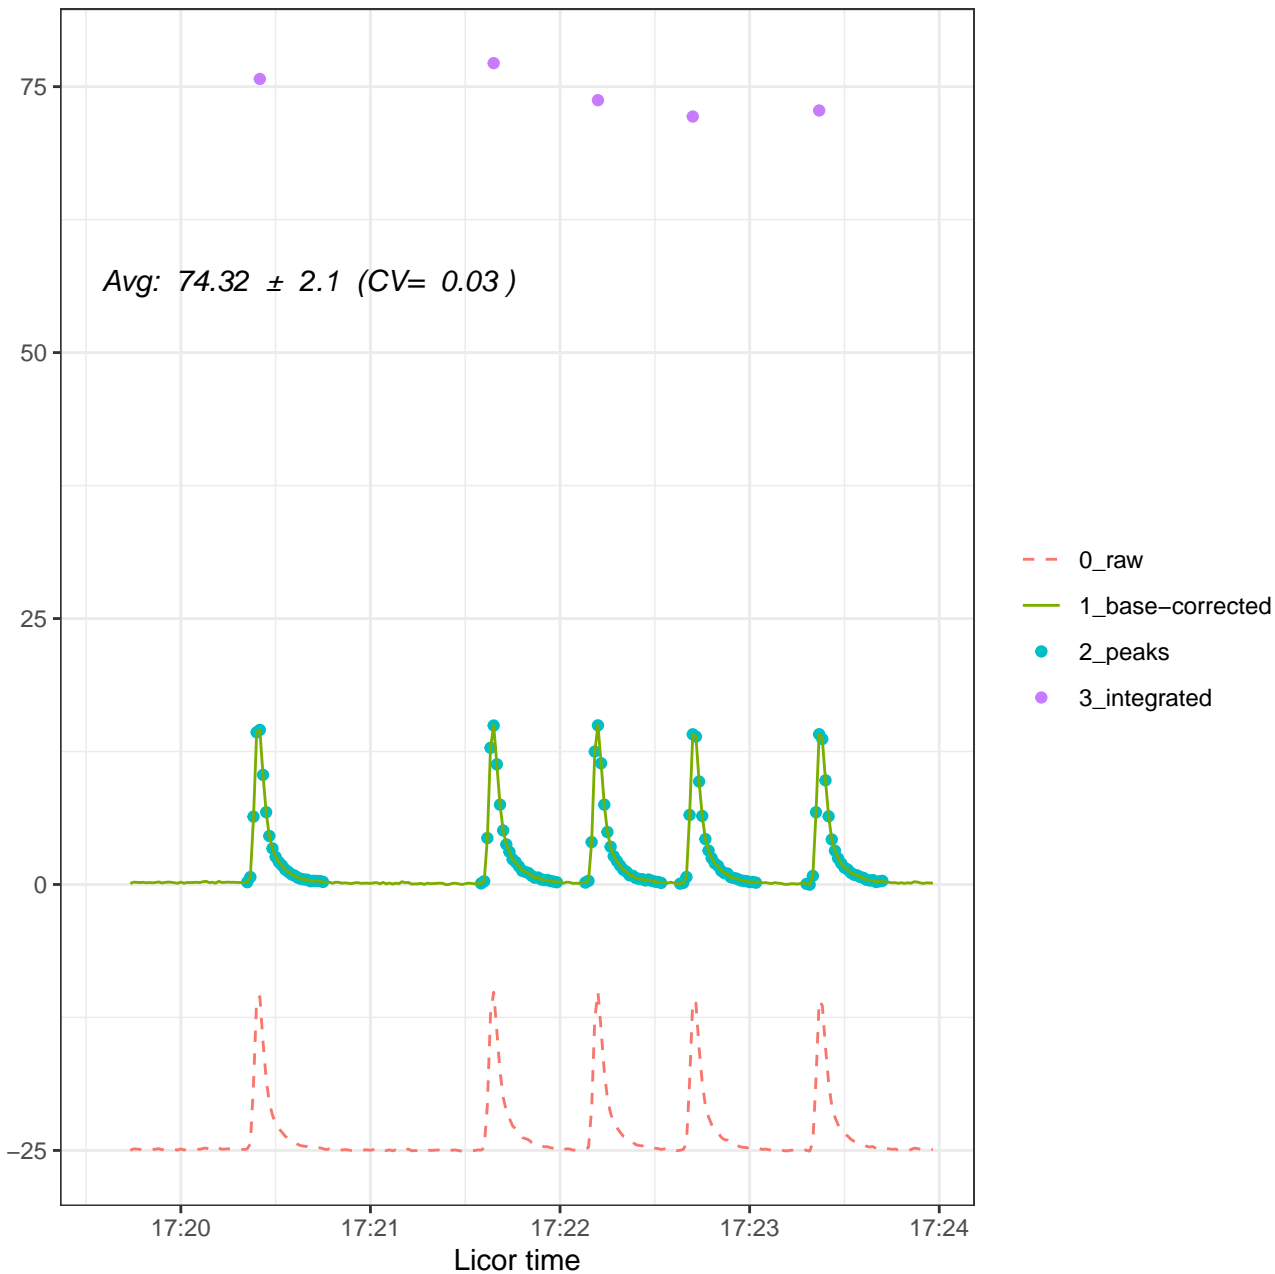 75
Avg: 74.32 ± 2.1 (CV= 0.03 )
50
25
0
−25
17:20 17:21 17:22 17:23 17:24
Licor time
0_raw
1_base−corrected
2_peaks
3_integrated